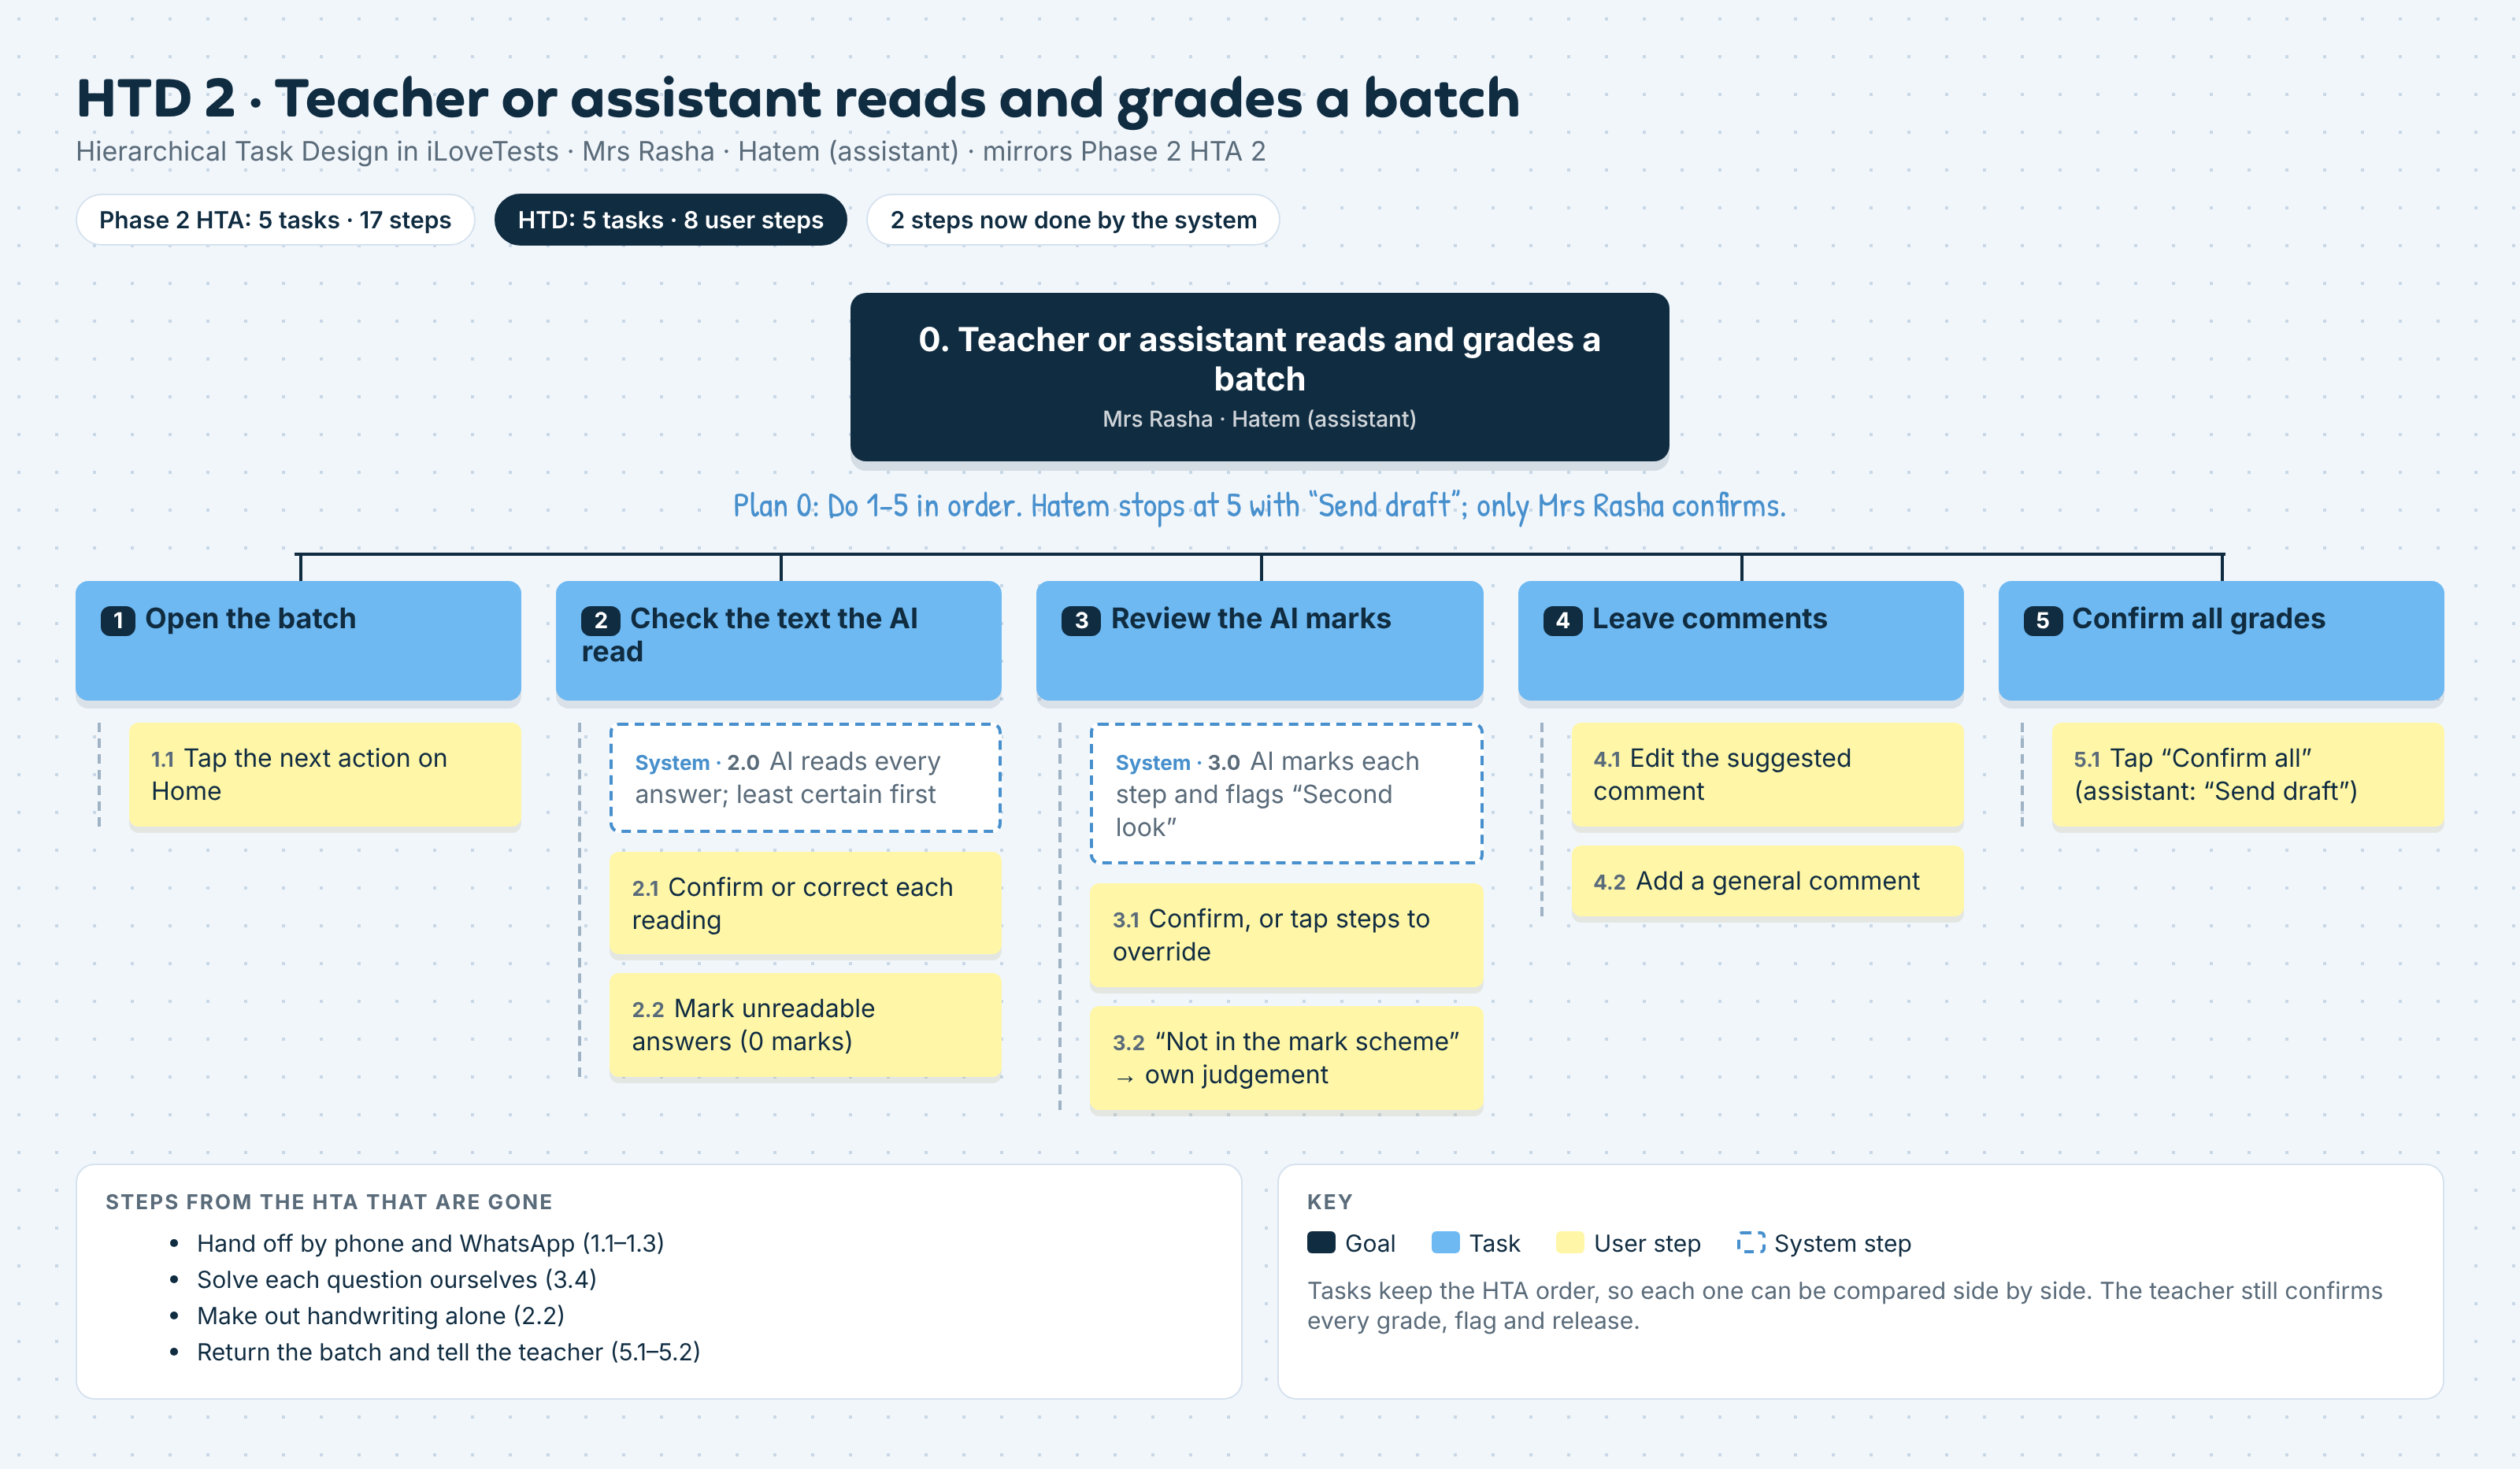 HTD 2 · Teacher or assistant reads and grades a batch
Hierarchical Task Design in iLoveTests · Mrs Rasha · Hatem (assistant) · mirrors Phase 2 HTA 2
Phase 2 HTA: 5 tasks · 17 steps
HTD: 5 tasks · 8 user steps
2 steps now done by the system
0. Teacher or assistant reads and grades a
batch
Mrs Rasha · Hatem (assistant)
Plan 0: Do 1–5 in order. Hatem stops at 5 with “Send draft”; only Mrs Rasha confirms.
1 Open the batch
1.1 Tap the next action on
Home
2 Check the text the AI
read
System · 2.0 AI reads every
answer; least certain first
2.1 Confirm or correct each
reading
2.2 Mark unreadable
answers (0 marks)
3 Review the AI marks
System · 3.0 AI marks each
step and flags “Second
look”
3.1 Confirm, or tap steps to
override
3.2 “Not in the mark scheme”
→ own judgement
4 Leave comments
4.1 Edit the suggested
comment
4.2 Add a general comment
5 Confirm all grades
5.1 Tap “Confirm all”
(assistant: “Send draft”)
STEPS FROM THE HTA THAT ARE GONE
• Hand off by phone and WhatsApp (1.1–1.3)
• Solve each question ourselves (3.4)
• Make out handwriting alone (2.2)
• Return the batch and tell the teacher (5.1–5.2)
KEY
Goal
Task
User step
System step
Tasks keep the HTA order, so each one can be compared side by side. The teacher still confirms
every grade, flag and release.